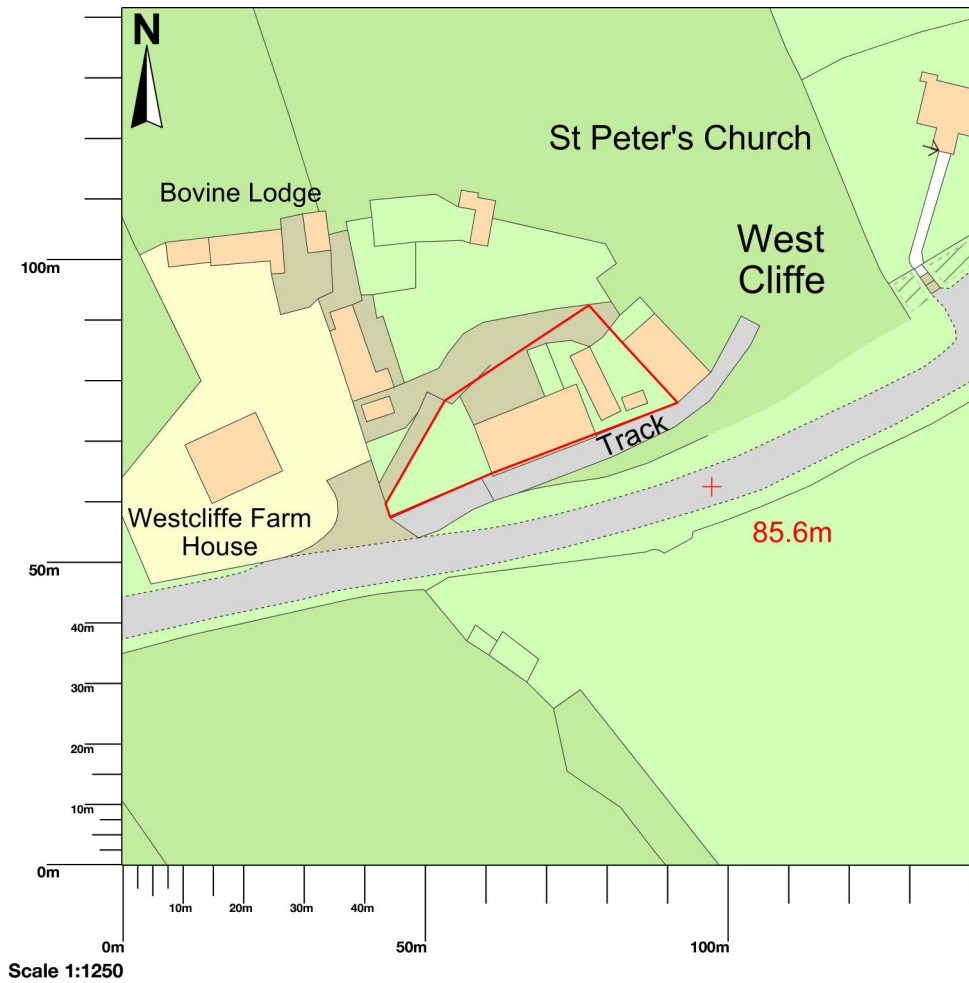 N
St Peter's Church
Bovine Lodge
West
Cliffe
100m
Track
Westcliffe Farm
House
85.6m
50m
40m
30m
20m
10m
0m
10m
20m
30m
40m
0m
50m
100m
Scale 1:1250